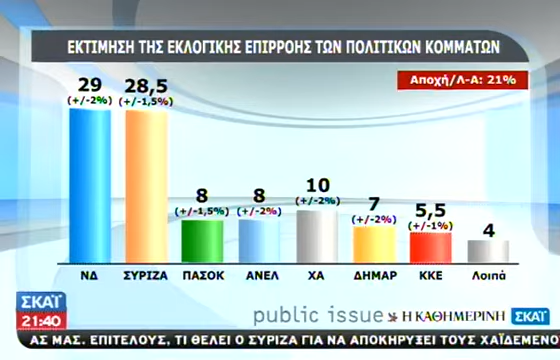 ΕΚΤΙΜΗΣΗ ΤΗΣ ΕΚΛΟΓΙΚΗΣ ΕΠΙΡΡΟΗΣ ΤΩΝ ΠΟΛΙΤΙΚΩΝ ΚΟΜΜΑΤΩΝ
Αποχή/Λ-Α: 21%
29 28,5 8 8 10 7 5,5 4
(+/-2%) (+/-1,5%) (+/-1,5%) (+/-2%) (+/-2%) (+/-2%) (+/-1%)
ΝΔ ΣΥΡΙΖΑ ΠΑΣΟΚ ΑΝΕΛ ΧΑ ΔΗΜΑΡ ΚΚΕ Λοιπά
ΣΚΑΪ
21:40
public issue Η ΚΑΘΗΜΕΡΙΝΗ ΣΚΑΪ
ΑΣ ΜΑΣ. ΕΠΙΤΕΛΟΥΣ, ΤΙ ΘΕΛΕΙ Ο ΣΥΡΙΖΑ ΓΙΑ ΝΑ ΑΠΟΚΗΡΥΞΕΙ ΤΟΥΣ ΧΑΪΔΕΜΕΝΟ